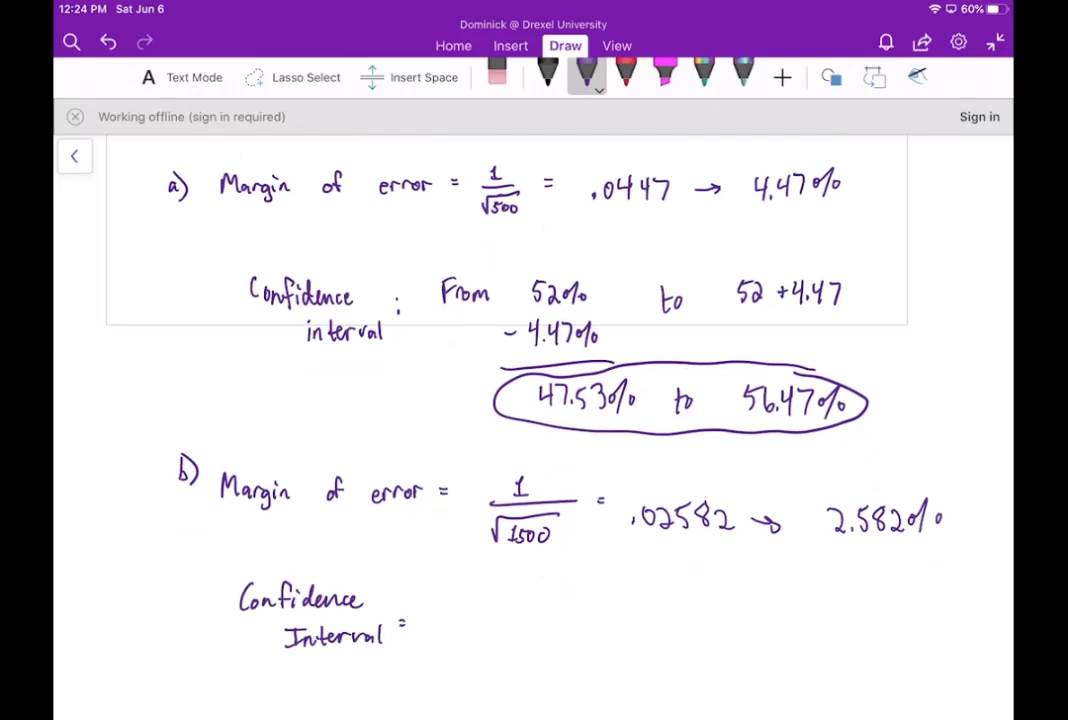 12:24 PM Sat Jun 6
60%
Dominick @ Drexel University
Home Insert Draw View
Text Mode Lasso Select Insert Space
Working offline (sign in required) Sign in
a) Margin of error = 1/√500 = .0447 → 4.47%
Confidence interval : From 52% to 52 + 4.47
- 4.47%
47.53% to 56.47%
b) Margin of error = 1/√1500 = .02582 → 2.582%
Confidence
Interval =